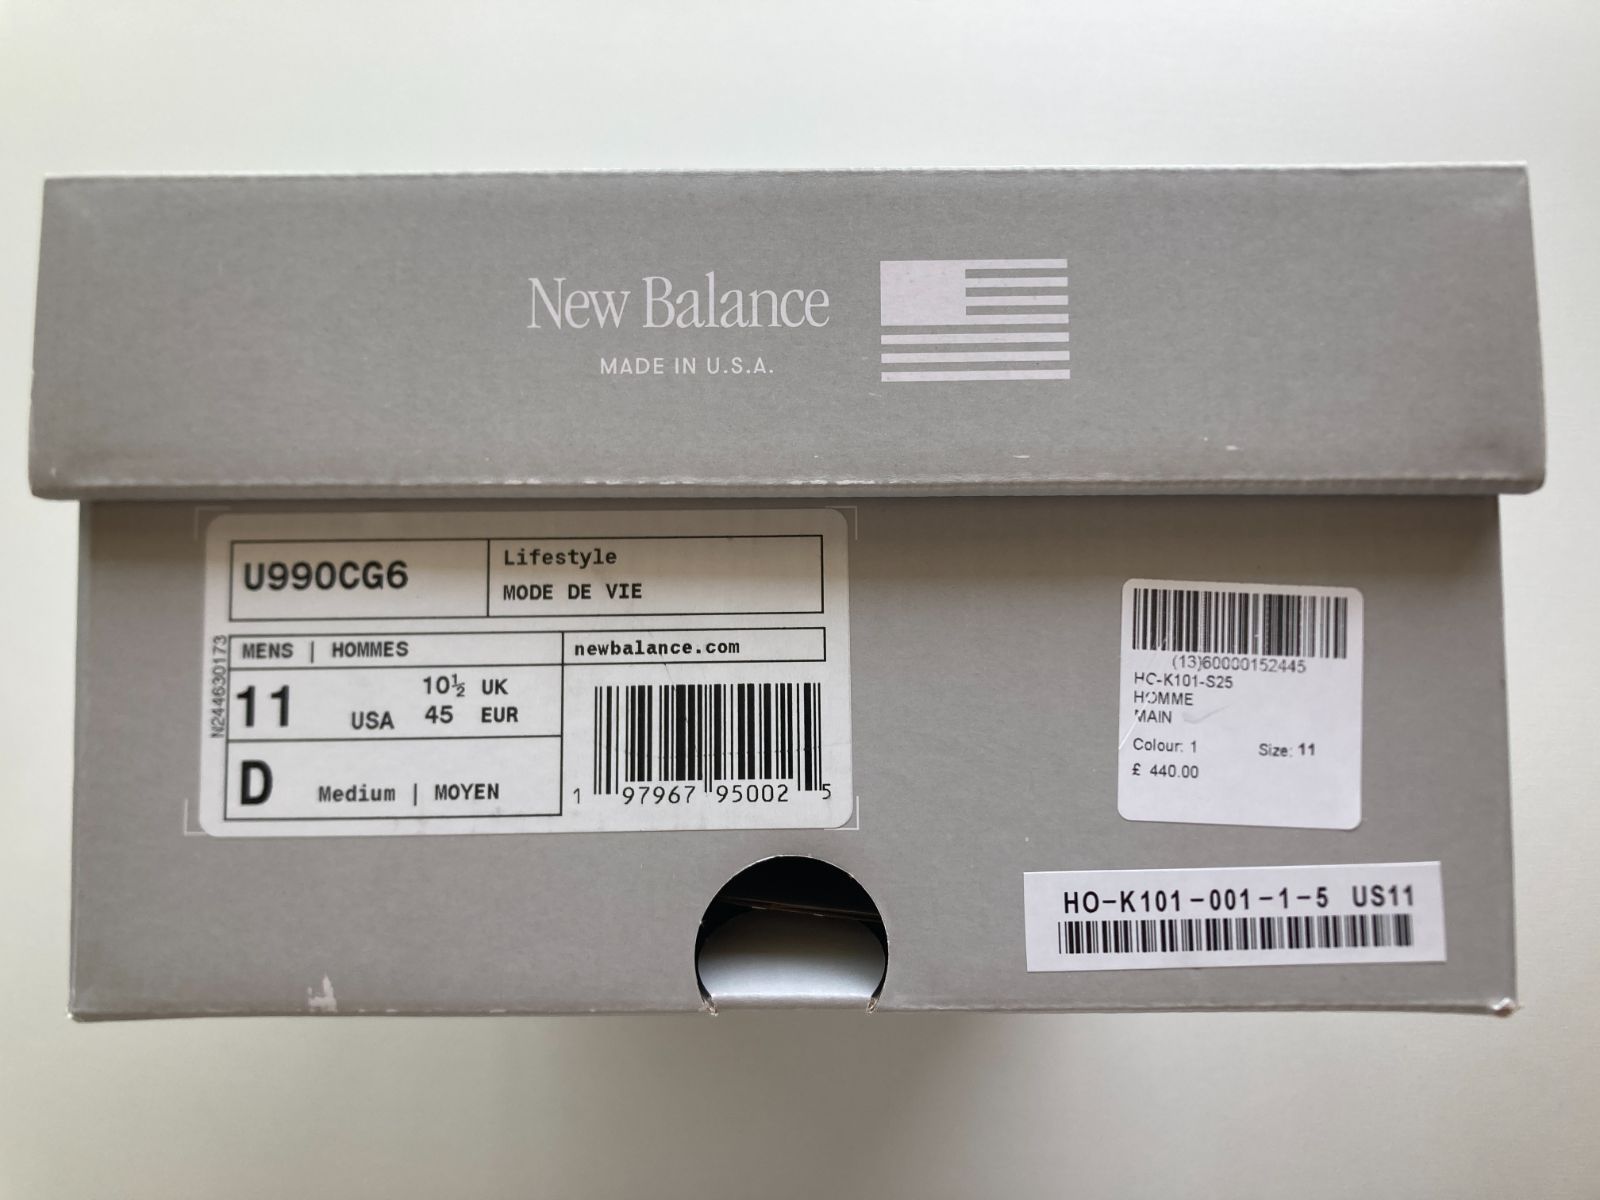 New Balance
MADE IN U.S.A.
U990CG6
Lifestyle
MODE DE VIE
N244630173
MENS | HOMMES
newbalance.com
11 USA
10½ UK
45 EUR
D Medium | MOYEN
1 97967 95002 5
(13)60000152445
HO-K101-S25
HOMME
MAIN
Colour: 1 Size: 11
£ 440.00
HO-K101-001-1-5 US11